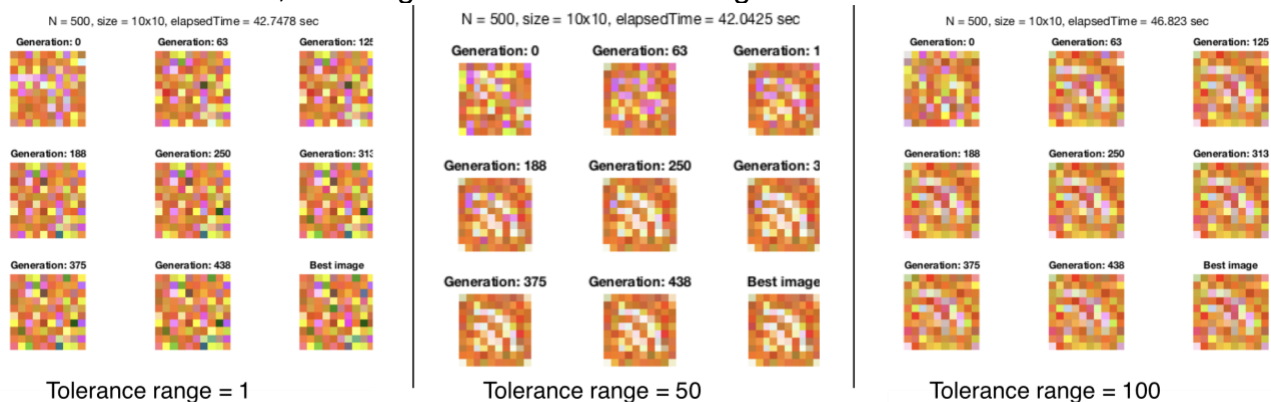 N = 500, size = 10x10, elapsedTime = 42.7478 sec
Generation: 0 Generation: 63 Generation: 125
Generation: 188 Generation: 250 Generation: 313
Generation: 375 Generation: 438 Best image
Tolerance range = 1
N = 500, size = 10x10, elapsedTime = 42.0425 sec
Generation: 0 Generation: 63 Generation: 1
Generation: 188 Generation: 250 Generation: 3
Generation: 375 Generation: 438 Best image
Tolerance range = 50
N = 500, size = 10x10, elapsedTime = 46.823 sec
Generation: 0 Generation: 63 Generation: 125
Generation: 188 Generation: 250 Generation: 313
Generation: 375 Generation: 438 Best image
Tolerance range = 100